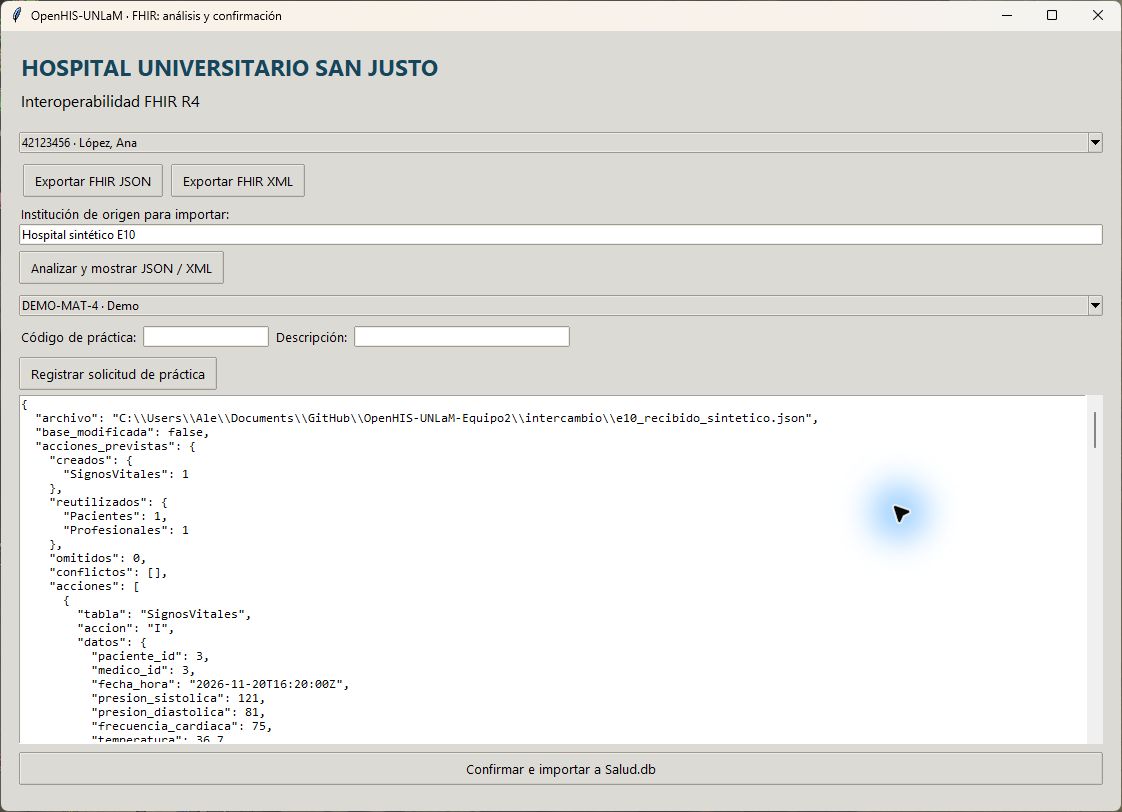 OpenHIS-UNLaM · FHIR: análisis y confirmación
HOSPITAL UNIVERSITARIO SAN JUSTO
Interoperabilidad FHIR R4
42123456 · López, Ana
Exportar FHIR JSON Exportar FHIR XML
Institución de origen para importar:
Hospital sintético E10
Analizar y mostrar JSON / XML
DEMO-MAT-4 · Demo
Código de práctica: Descripción:
Registrar solicitud de práctica
{
  "archivo": "C:\\Users\\Ale\\Documents\\GitHub\\OpenHIS-UNLaM-Equipo2\\intercambio\\e10_recibido_sintetico.json",
  "base_modificada": false,
  "acciones_previstas": {
    "creados": {
      "SignosVitales": 1
    },
    "reutilizados": {
      "Pacientes": 1,
      "Profesionales": 1
    },
    "omitidos": 0,
    "conflictos": [],
    "acciones": [
      {
        "tabla": "SignosVitales",
        "accion": "I",
        "datos": {
          "paciente_id": 3,
          "medico_id": 3,
          "fecha_hora": "2026-11-20T16:20:00Z",
          "presion_sistolica": 121,
          "presion_diastolica": 81,
          "frecuencia_cardiaca": 75,
          "temperatura": 36.7
Confirmar e importar a Salud.db